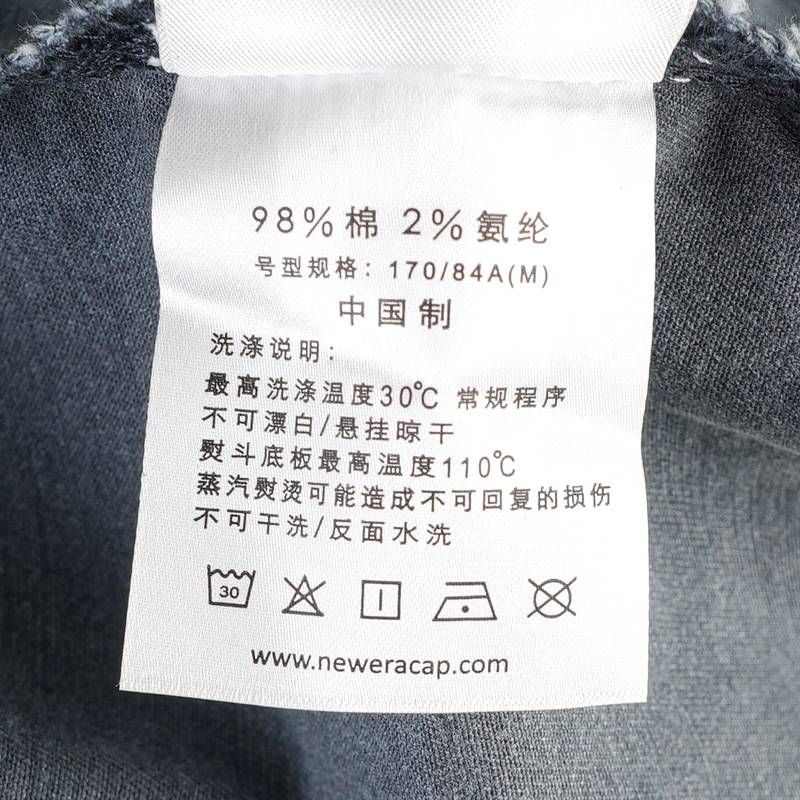 98%棉 2%氨纶
号型规格：170/84A(M)
中国制
洗涤说明：
最高洗涤温度30℃ 常规程序
不可漂白/悬挂晾干
熨斗底板最高温度110℃
蒸汽熨烫可能造成不可回复的损伤
不可干洗/反面水洗
30
www.neweracap.com